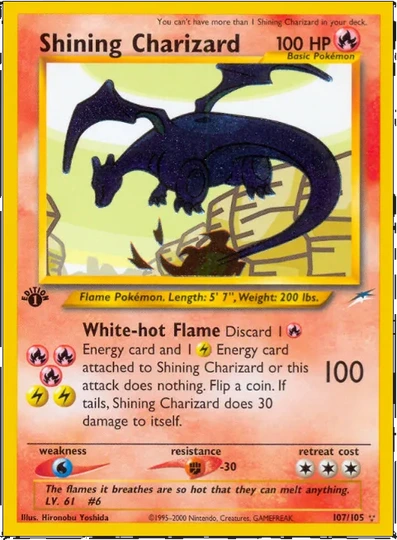 You can't have more than 1 Shining Charizard in your deck.
Shining Charizard 100 HP
Basic Pokémon
EDITION
1
Flame Pokémon. Length: 5' 7", Weight: 200 lbs.
White-hot Flame Discard 1
Energy card and 1 Energy card
attached to Shining Charizard or this
attack does nothing. Flip a coin. If
tails, Shining Charizard does 30
damage to itself.
100
weakness resistance retreat cost
-30
The flames it breathes are so hot that they can melt anything.
LV. 61 #6
Illus. Hironobu Yoshida ©1995-2000 Nintendo, Creatures, GAMEFREAK. 107/105